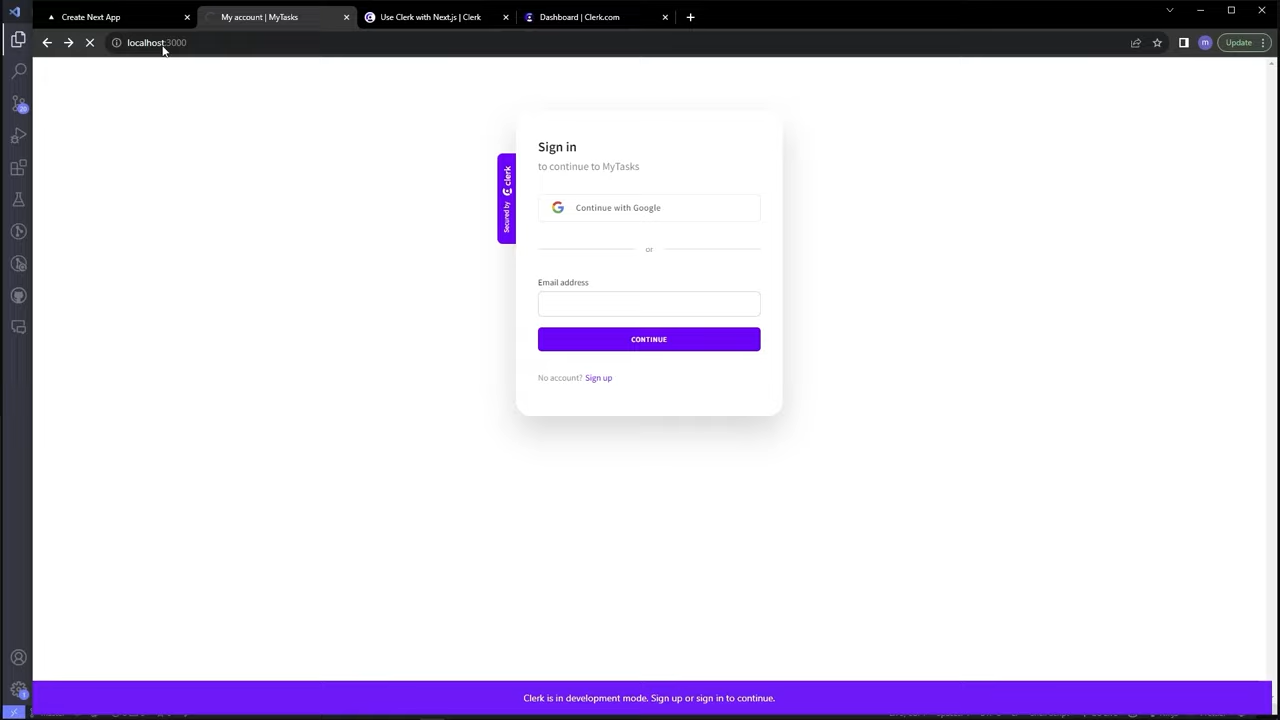 Create Next App
My account | MyTasks
Use Clerk with Next.js | Clerk
Dashboard | Clerk.com
localhost:3000
m
Update
20
Sign in
to continue to MyTasks
Secured by clerk
Continue with Google
or
Email address
CONTINUE
No account? Sign up
1
Clerk is in development mode. Sign up or sign in to continue.